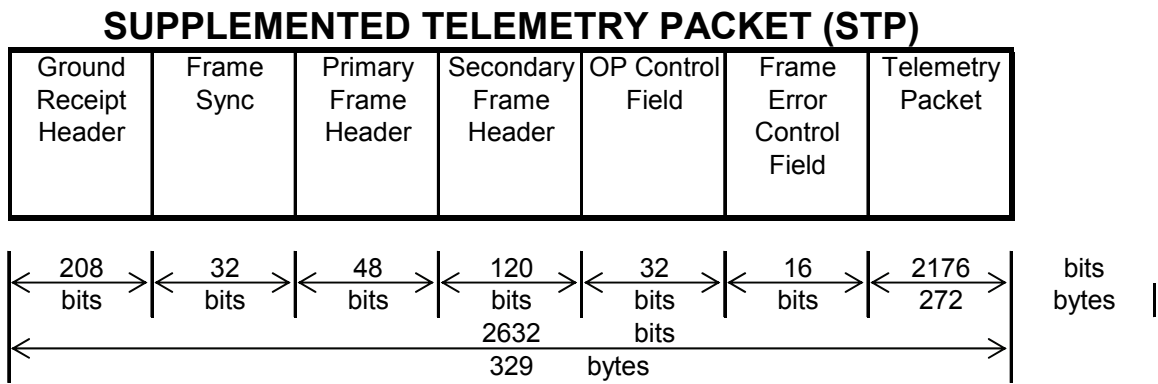 SUPPLEMENTED TELEMETRY PACKET (STP)
Ground Receipt Header
Frame Sync
Primary Frame Header
Secondary Frame Header
OP Control Field
Frame Error Control Field
Telemetry Packet
208 32 48 120 32 16 2176 bits
bits bits bits bits bits bits 272 bytes
2632 bits
329 bytes